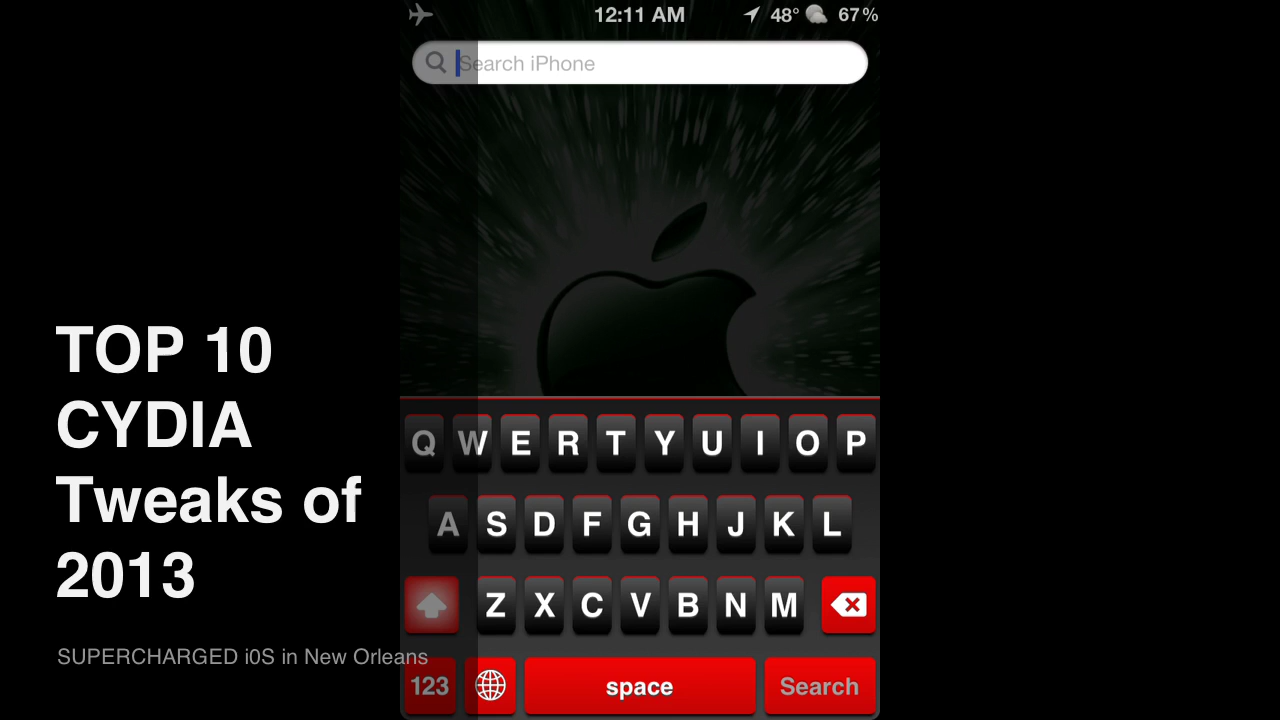 12:11 AM 48° 67%
Search iPhone
TOP 10
CYDIA
Tweaks of
2013
SUPERCHARGED i0S in New Orleans
Q W E R T Y U I O P
A S D F G H J K L
Z X C V B N M
123 space Search